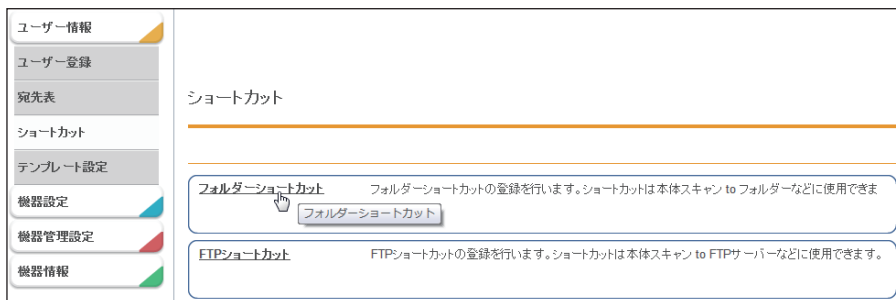 ユーザー情報
ユーザー登録
宛先表
ショートカット
テンプレート設定
機器設定
機器管理設定
機器情報
ショートカット
フォルダーショートカット フォルダーショートカットの登録を行います。ショートカットは本体スキャン to フォルダーなどに使用できま
フォルダーショートカット
FTPショートカット FTPショートカットの登録を行います。ショートカットは本体スキャン to FTPサーバーなどに使用できます。